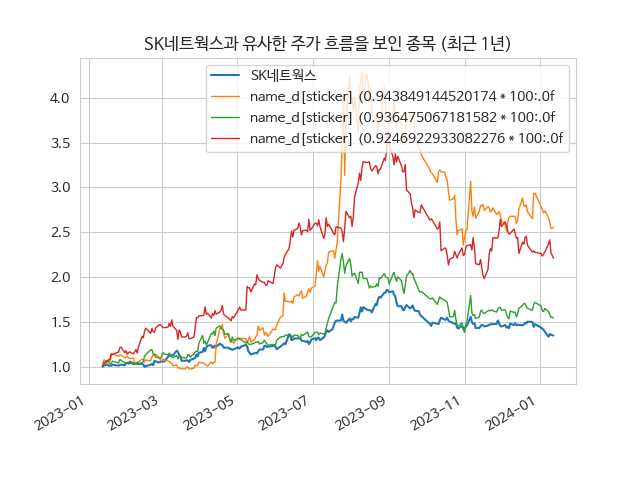 SK네트웍스과 유사한 주가 흐름을 보인 종목 (최근 1년)
SK네트웍스
name_d[sticker] (0.943849144520174 * 100:.0f
name_d[sticker] (0.936475067181582 * 100:.0f
name_d[sticker] (0.9246922933082276 * 100:.0f
4.0
3.5
3.0
2.5
2.0
1.5
1.0
2023-01
2023-03
2023-05
2023-07
2023-09
2023-11
2024-01